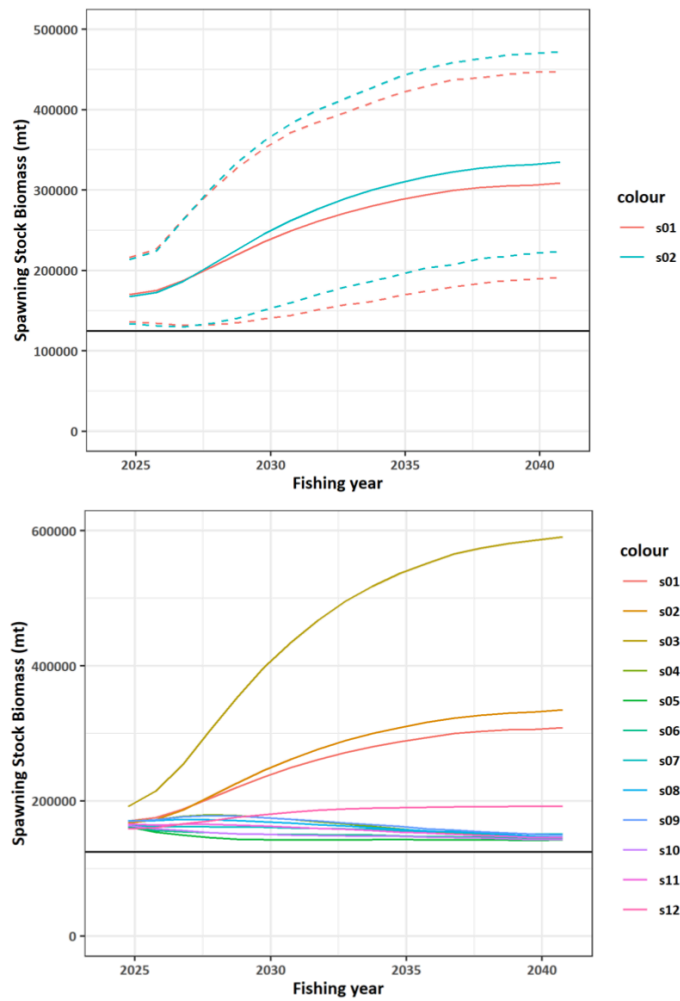 500000
400000
300000
200000
100000
0
Spawning Stock Biomass (mt)
2025 2030 2035 2040
Fishing year
colour
s01
s02
600000
400000
200000
0
Spawning Stock Biomass (mt)
2025 2030 2035 2040
Fishing year
colour
s01
s02
s03
s04
s05
s06
s07
s08
s09
s10
s11
s12